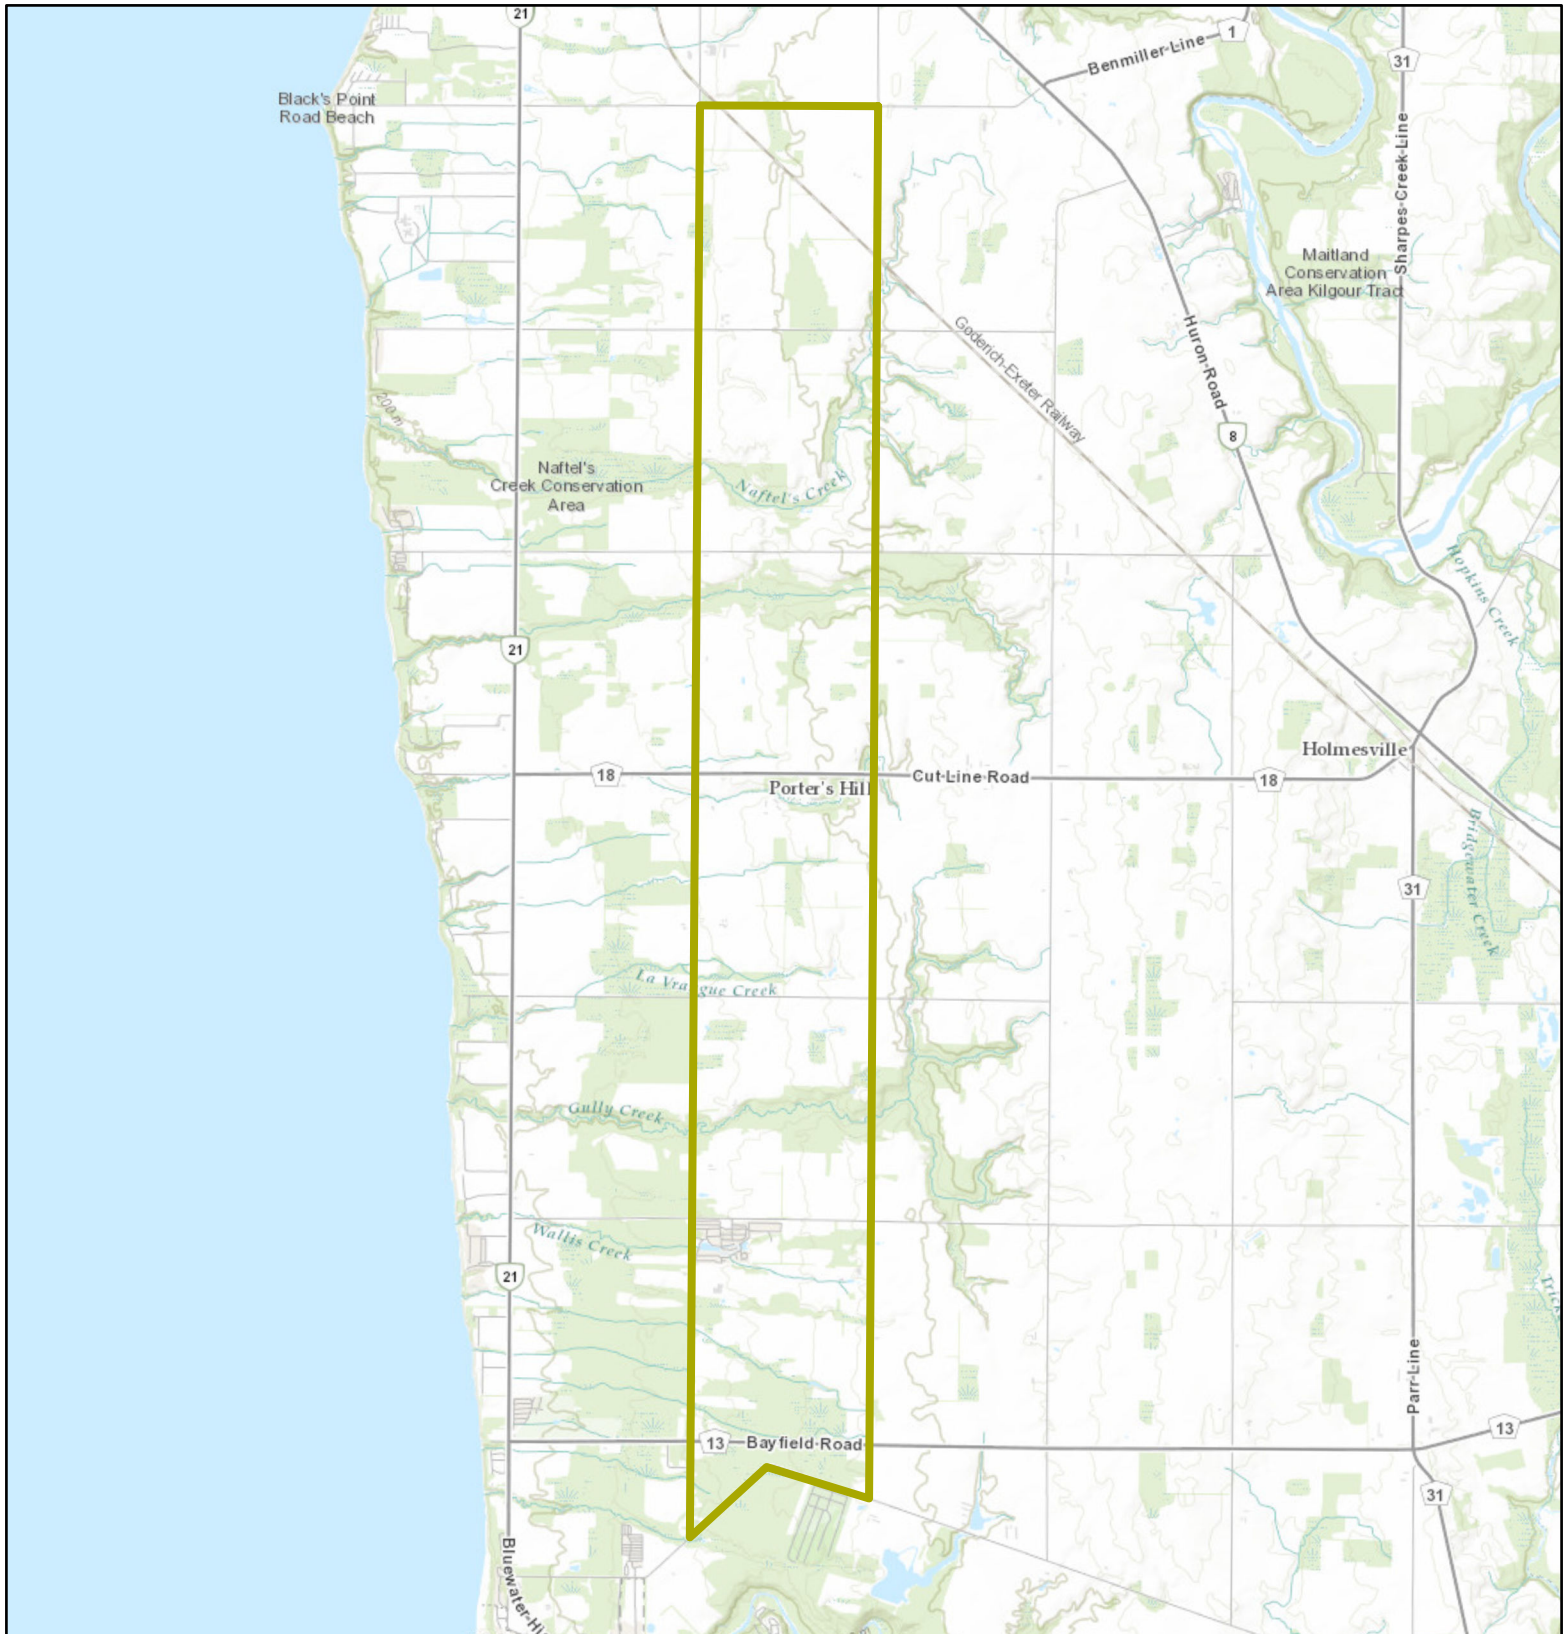 21
1
Benmiller-Line
31
Black's Point
Road Beach
Sharpes-Creek-Line
Maitland
Conservation
Area Kilgour Tract
Goderich-Exeter Railway
Huron-Road
200 m
8
Naftel's
Creek Conservation
Area
Naftel's Creek
Hopkins Creek
21
Holmesville
18
Cut-Line-Road
18
Porter's Hill
Bridgewater Creek
31
La Vrangue Creek
Gully Creek
Wallis Creek
21
Trick
Parr-Line
13
Bayfield-Road
13
31
Bluewater-Hi